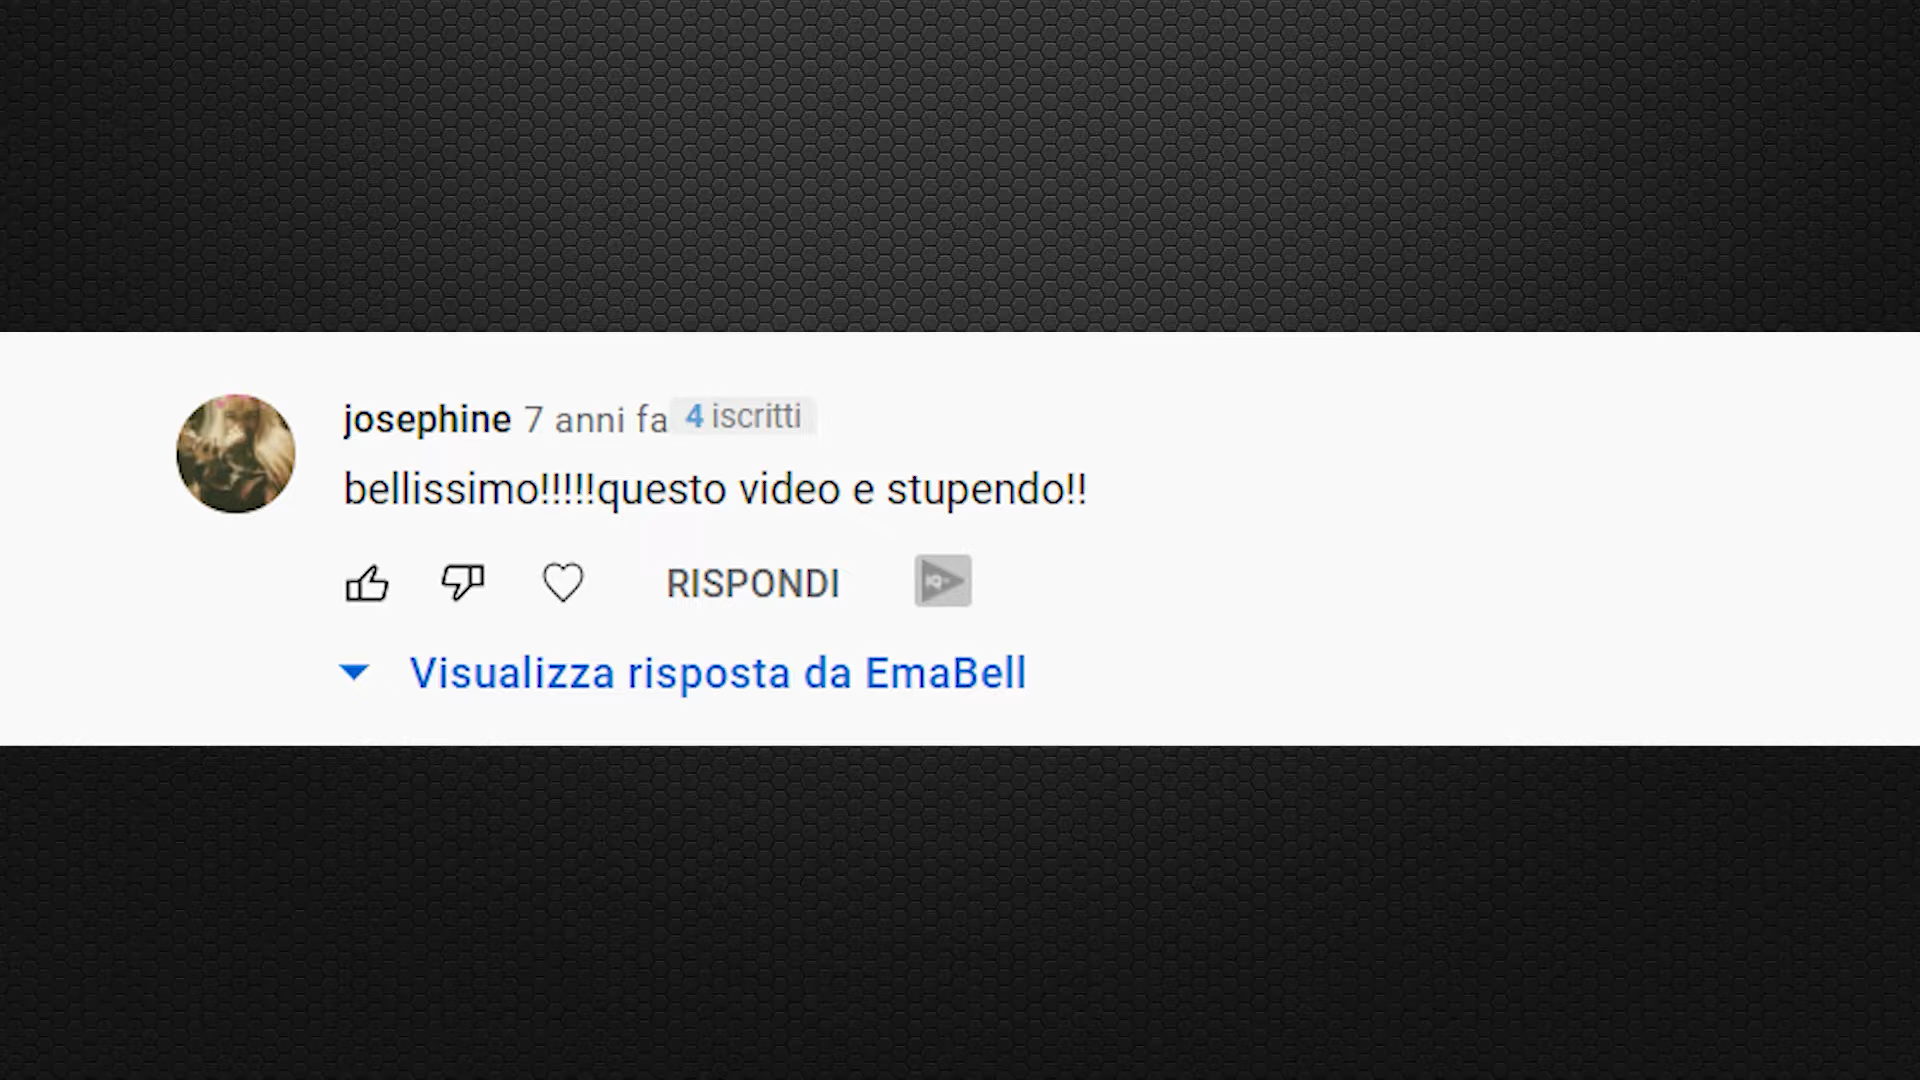 josephine 7 anni fa 4 iscritti
bellissimo!!!!!questo video e stupendo!!
RISPONDI
Visualizza risposta da EmaBell